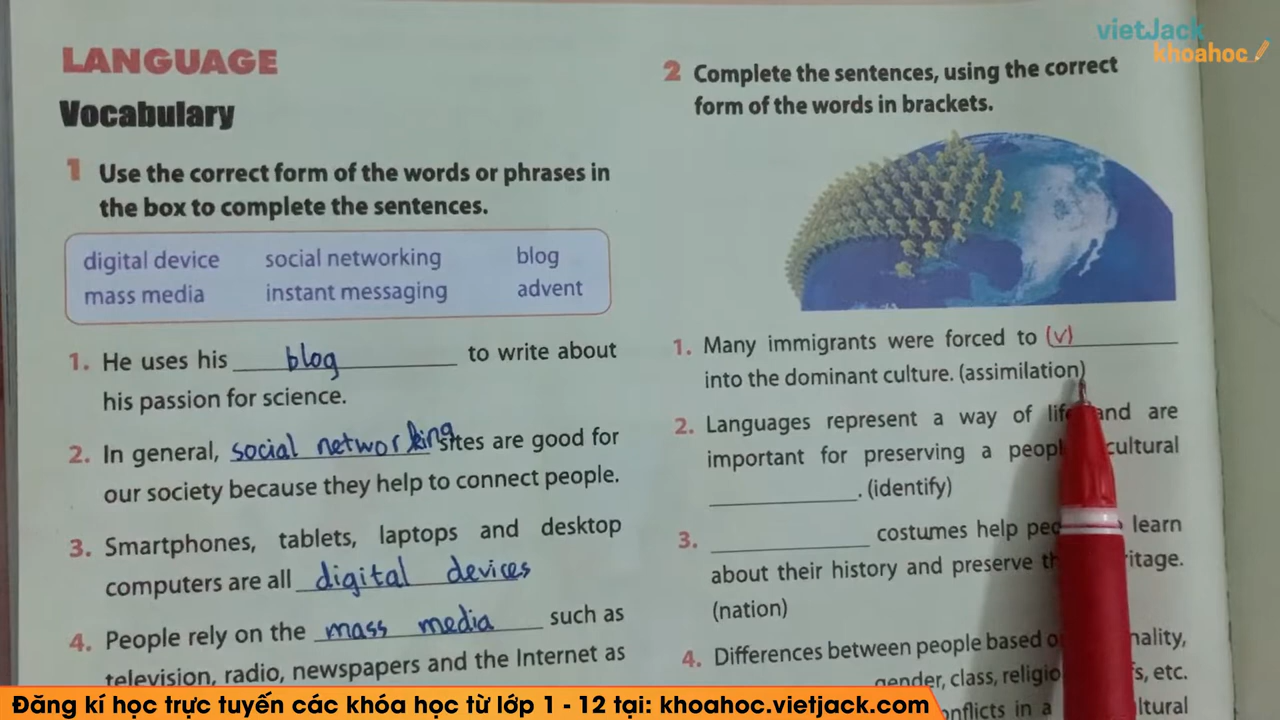 vietJack
khoahoc
LANGUAGE
Vocabulary
1 Use the correct form of the words or phrases in
the box to complete the sentences.
digital device social networking blog
mass media instant messaging advent
1. He uses his blog to write about
his passion for science.
2. In general, social networking sites are good for
our society because they help to connect people.
3. Smartphones, tablets, laptops and desktop
computers are all digital devices
4. People rely on the mass media such as
television, radio, newspapers and the Internet as
2 Complete the sentences, using the correct
form of the words in brackets.
1. Many immigrants were forced to (v)
into the dominant culture. (assimilation)
2. Languages represent a way of life and are
important for preserving a cultural
. (identify)
3. costumes help learn
about their history and preserve
(nation)
4. Differences between people based
gender, class, etc.
in a
Đăng kí học trực tuyến các khóa học từ lớp 1 - 12 tại: khoahoc.vietjack.com